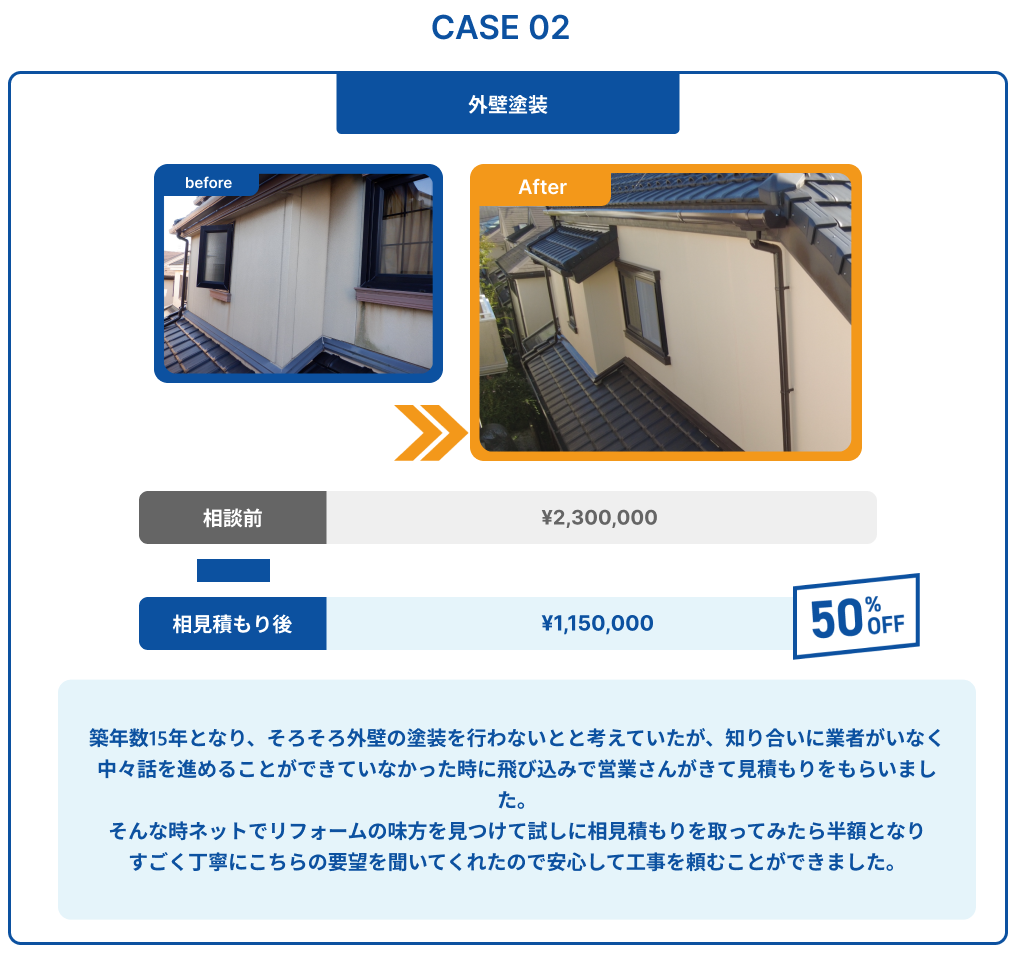 CASE 02
外壁塗装
before
After
相談前
¥2,300,000
相見積もり後
¥1,150,000
50%
OFF
築年数15年となり、そろそろ外壁の塗装を行わないとと考えていたが、知り合いに業者がいなく
中々話を進めることができていなかった時に飛び込みで営業さんがきて見積もりをもらいまし
た。
そんな時ネットでリフォームの味方を見つけて試しに相見積もりを取ってみたら半額となり
すごく丁寧にこちらの要望を聞いてくれたので安心して工事を頼むことができました。